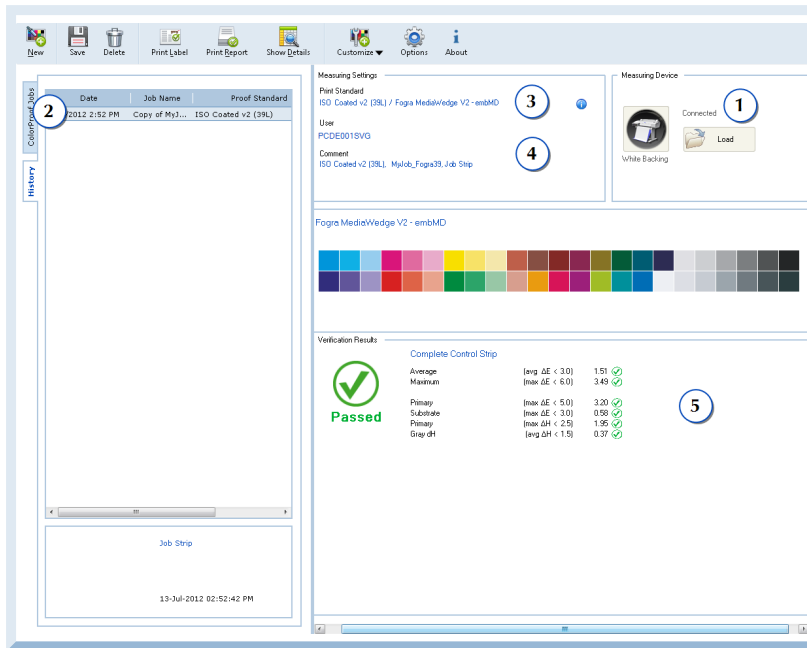 New Save Delete Print Label Print Report Show Details Customize Options About
ColorProof Jobs
History
Date Job Name Proof Standard
/2012 2:52 PM Copy of MyJ... ISO Coated v2 (39L)
2
Job Strip
13-Jul-2012 02:52:42 PM
Measuring Settings
Print Standard
ISO Coated v2 (39L) / Fogra MediaWedge V2 - embMD
3
User
PCDE001SVG
Comment
ISO Coated v2 (39L), MyJob_Fogra39, Job Strip
4
Measuring Device
1
Connected
Load
White Backing
Fogra MediaWedge V2 - embMD
Verification Results
Passed
Complete Control Strip
Average (avg ΔE < 3.0) 1.51
Maximum (max ΔE < 6.0) 3.49
Primary (max ΔE < 5.0) 3.20
Substrate (max ΔE < 3.0) 0.58
Primary (max ΔH < 2.5) 1.95
Gray dH (avg ΔH < 1.5) 0.37
5